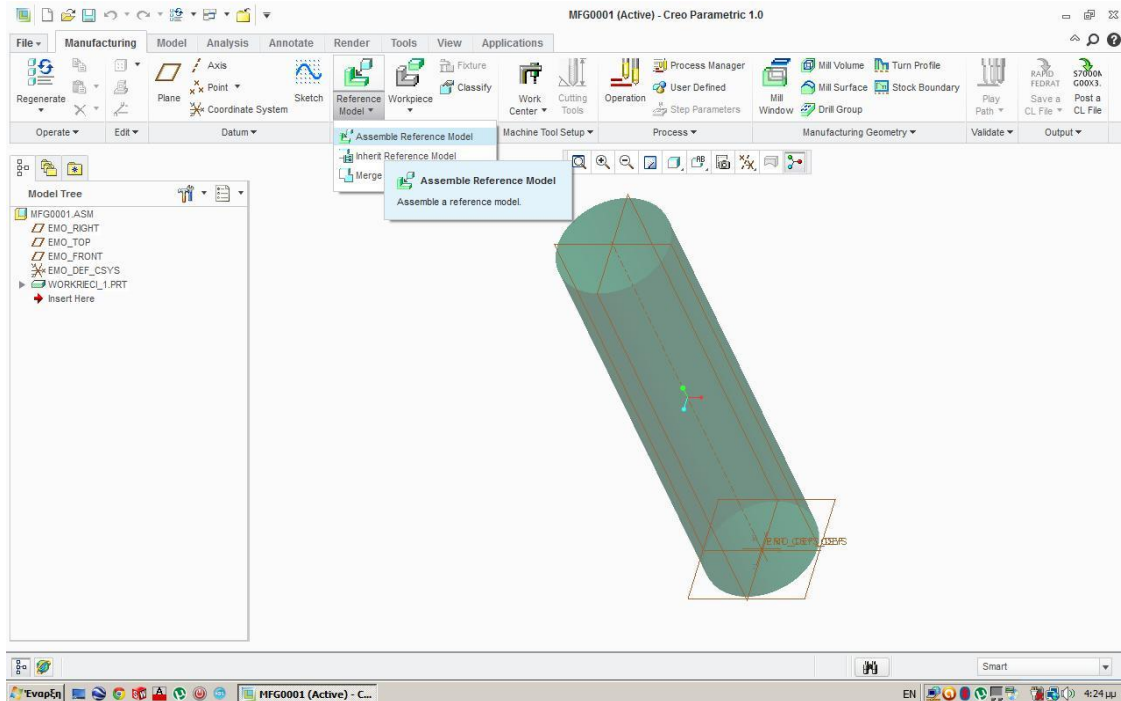 MFG0001 (Active) - Creo Parametric 1.0
File Manufacturing Model Analysis Annotate Render Tools View Applications
Regenerate
Plane
Axis
Point
Coordinate System
Sketch
Reference Model
Workpiece
Fixture
Classify
Work Center
Cutting Tools
Operation
Process Manager
User Defined
Step Parameters
Mill Window
Mill Volume
Mill Surface
Drill Group
Turn Profile
Stock Boundary
Play Path
RAPID
FEDRAT
Save a CL File
G00X3.
Post a CL File
Operate Edit Datum Machine Tool Setup Process Manufacturing Geometry Validate Output
Assemble Reference Model
Inherit Reference Model
Merge
Assemble Reference Model
Assemble a reference model.
Model Tree
MFG0001.ASM
EMO_RIGHT
EMO_TOP
EMO_FRONT
EMO_DEF_CSYS
WORKRIECI_1.PRT
Insert Here
Smart
Έναρξη
MFG0001 (Active) - C...
EN
4:24 μμ